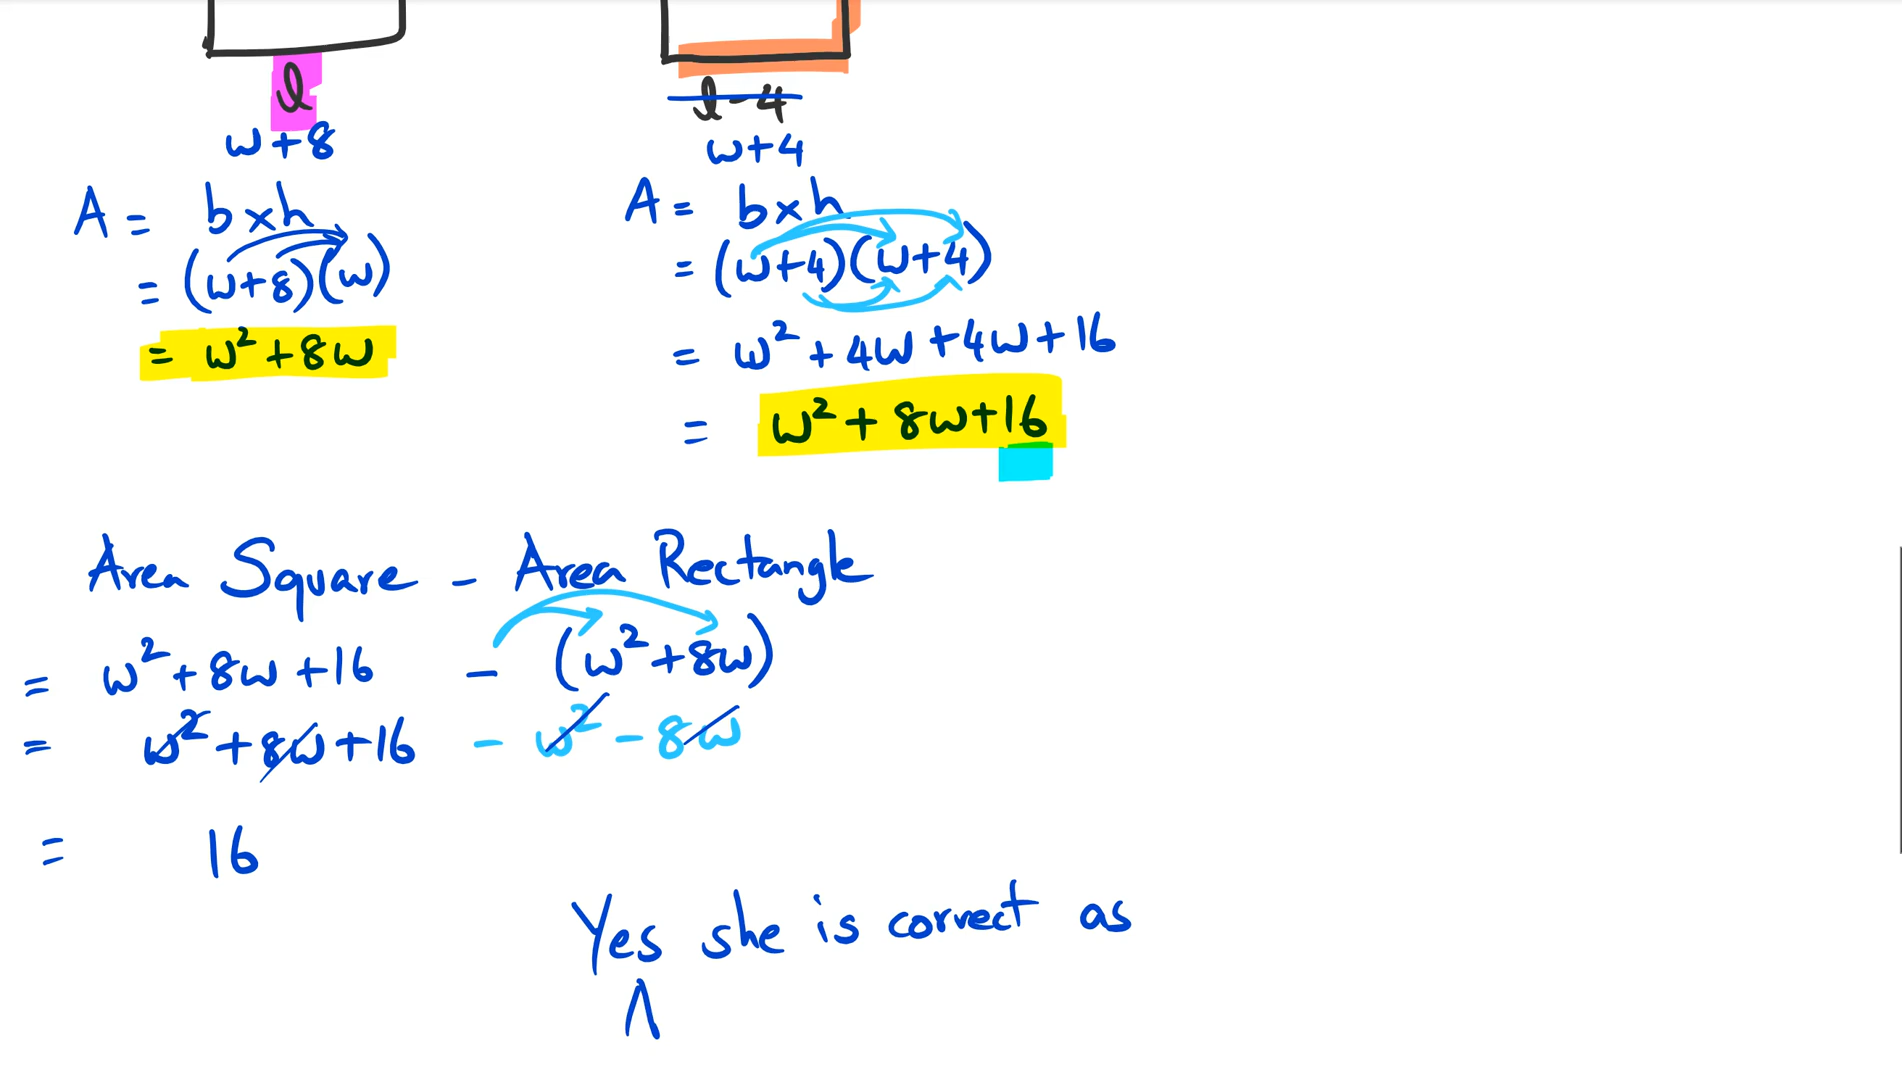 l
w+8
A = b×h
= (w+8)(w)
= w²+8w
l-4
w+4
A = b×h
= (w+4)(w+4)
= w²+4w+4w+16
= w²+8w+16
Area Square - Area Rectangle
= w²+8w+16 - (w²+8w)
= w²+8w+16 - w² - 8w
= 16
Yes she is correct as